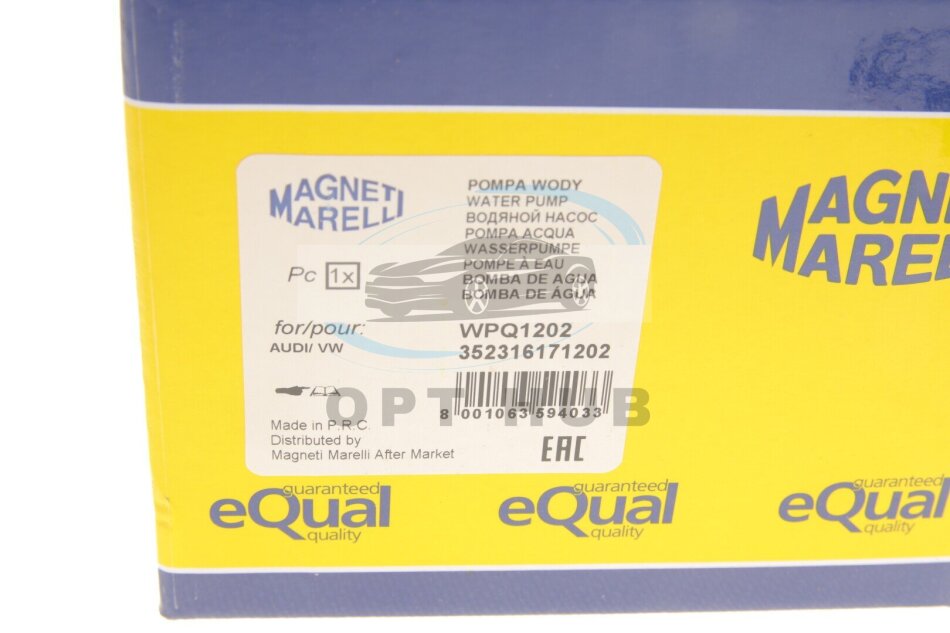 MAGNETI
MARELLI
Pc 1x
for/pour:
AUDI/ VW
POMPA WODY
WATER PUMP
ВОДЯНОЙ НАСОС
POMPA ACQUA
WASSERPUMPE
POMPE À EAU
BOMBA DE AGUA
BOMBA DE ÁGUA
WPQ1202
352316171202
8 001063 594033
OPT HUB
Made in P.R.C.
Distributed by
Magneti Marelli After Market
EAC
MAGNE
MAREL
guaranteed
eQual
quality
guaranteed
eQual
quality
guaranteed
eQual
quality